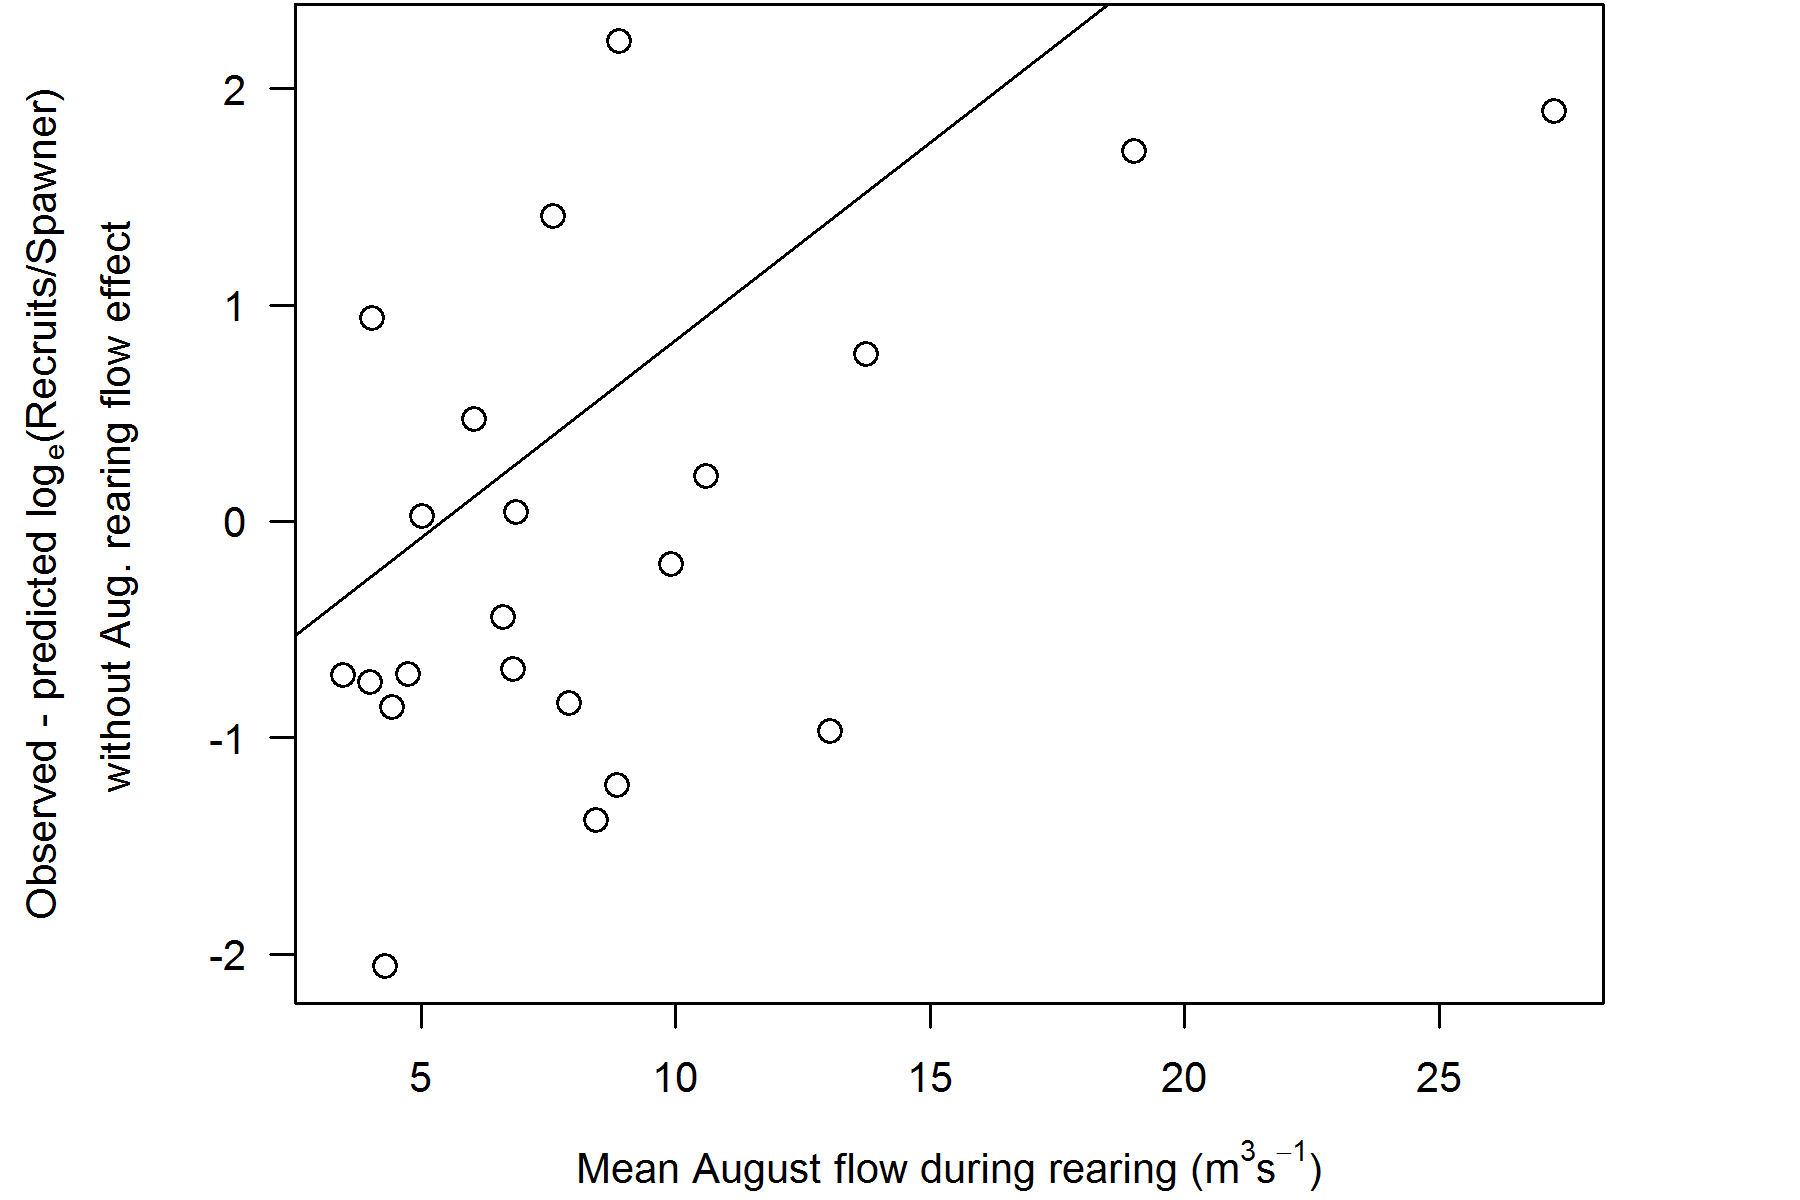 Observed - predicted logₑ(Recruits/Spawner)
without Aug. rearing flow effect
2
1
0
-1
-2
5 10 15 20 25
Mean August flow during rearing (m³s⁻¹)